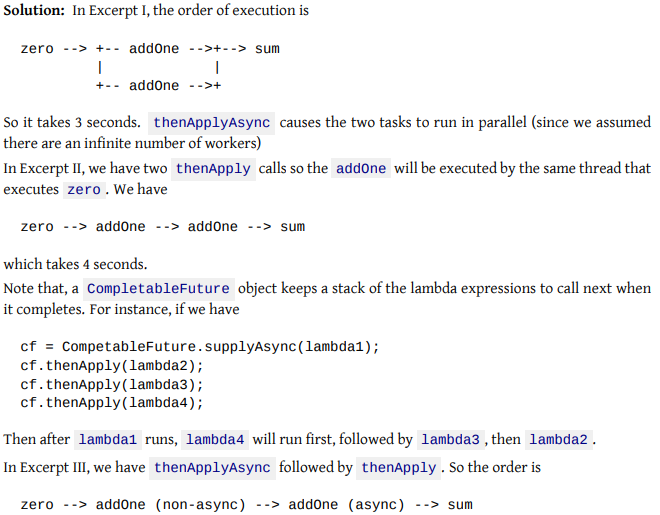 Solution: In Excerpt I, the order of execution is
zero --> +-- addOne -->+--> sum
| |
+-- addOne -->+
So it takes 3 seconds. thenApplyAsync causes the two tasks to run in parallel (since we assumed
there are an infinite number of workers)
In Excerpt II, we have two thenApply calls so the addOne will be executed by the same thread that
executes zero . We have
zero --> addOne --> addOne --> sum
which takes 4 seconds.
Note that, a CompletableFuture object keeps a stack of the lambda expressions to call next when
it completes. For instance, if we have
cf = CompetableFuture.supplyAsync(lambda1);
cf.thenApply(lambda2);
cf.thenApply(lambda3);
cf.thenApply(lambda4);
Then after lambda1 runs, lambda4 will run first, followed by lambda3 , then lambda2 .
In Excerpt III, we have thenApplyAsync followed by thenApply . So the order is
zero --> addOne (non-async) --> addOne (async) --> sum